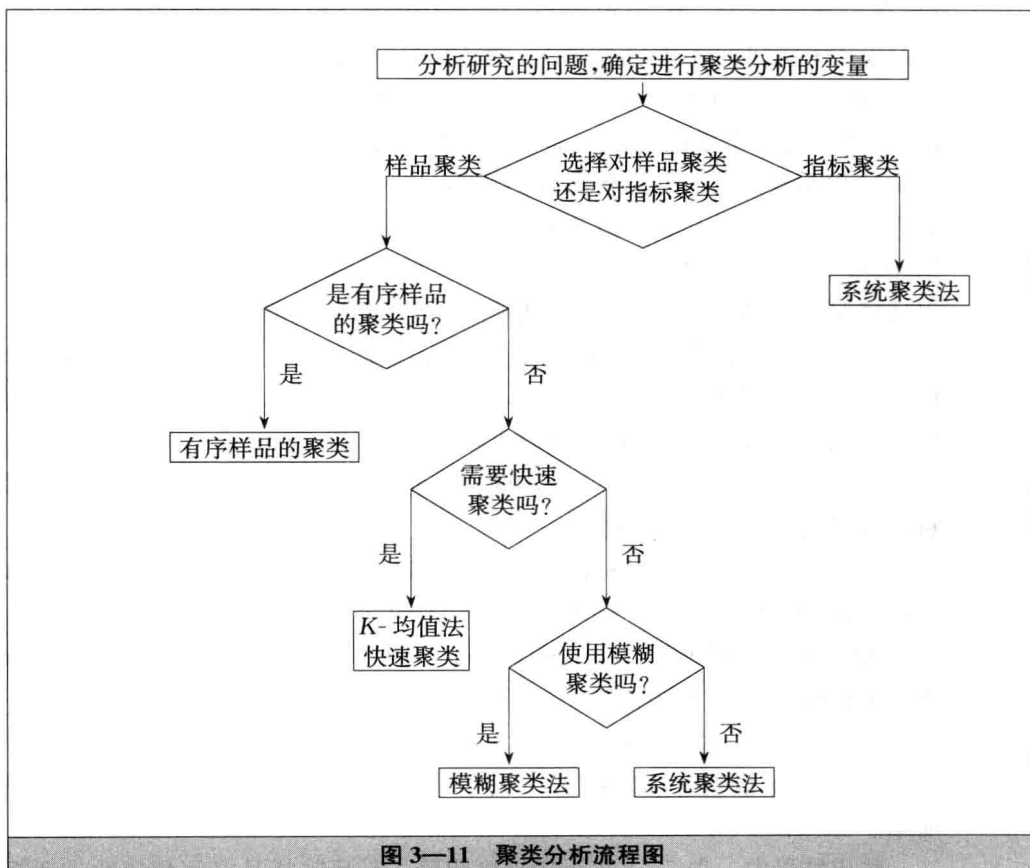 分析研究的问题,确定进行聚类分析的变量
样品聚类
选择对样品聚类
还是对指标聚类
指标聚类
是有序样品
的聚类吗?
系统聚类法
是
否
有序样品的聚类
需要快速
聚类吗?
是
否
K-均值法
快速聚类
使用模糊
聚类吗?
是
否
模糊聚类法
系统聚类法
图 3—11 聚类分析流程图